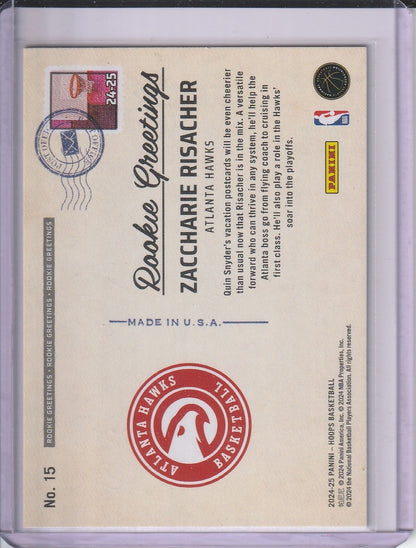 No. 15
ROOKIE GREETINGS • ROOKIE GREETINGS • ROOKIE GREETINGS
ATLANTA HAWKS
BASKETBALL
MADE IN U.S.A.
24-25
POST OFFICE
Rookie Greetings
ZACCHARIE RISACHER
ATLANTA HAWKS
Quin Snyder's vacation postcards will be even cheerier
than usual now that Risacher is in the mix. A versatile
forward who can thrive in any system, he'll help the
Atlanta boss go from flying coach to cruising in
first class. He'll also play a role in the Hawks'
soar into the playoffs.
2024-25 PANINI – HOOPS BASKETBALL
© 2024 Panini America, Inc. © 2024 NBA Properties, Inc.
© 2024 the National Basketball Players Association. All rights reserved.
PANINI
NBA